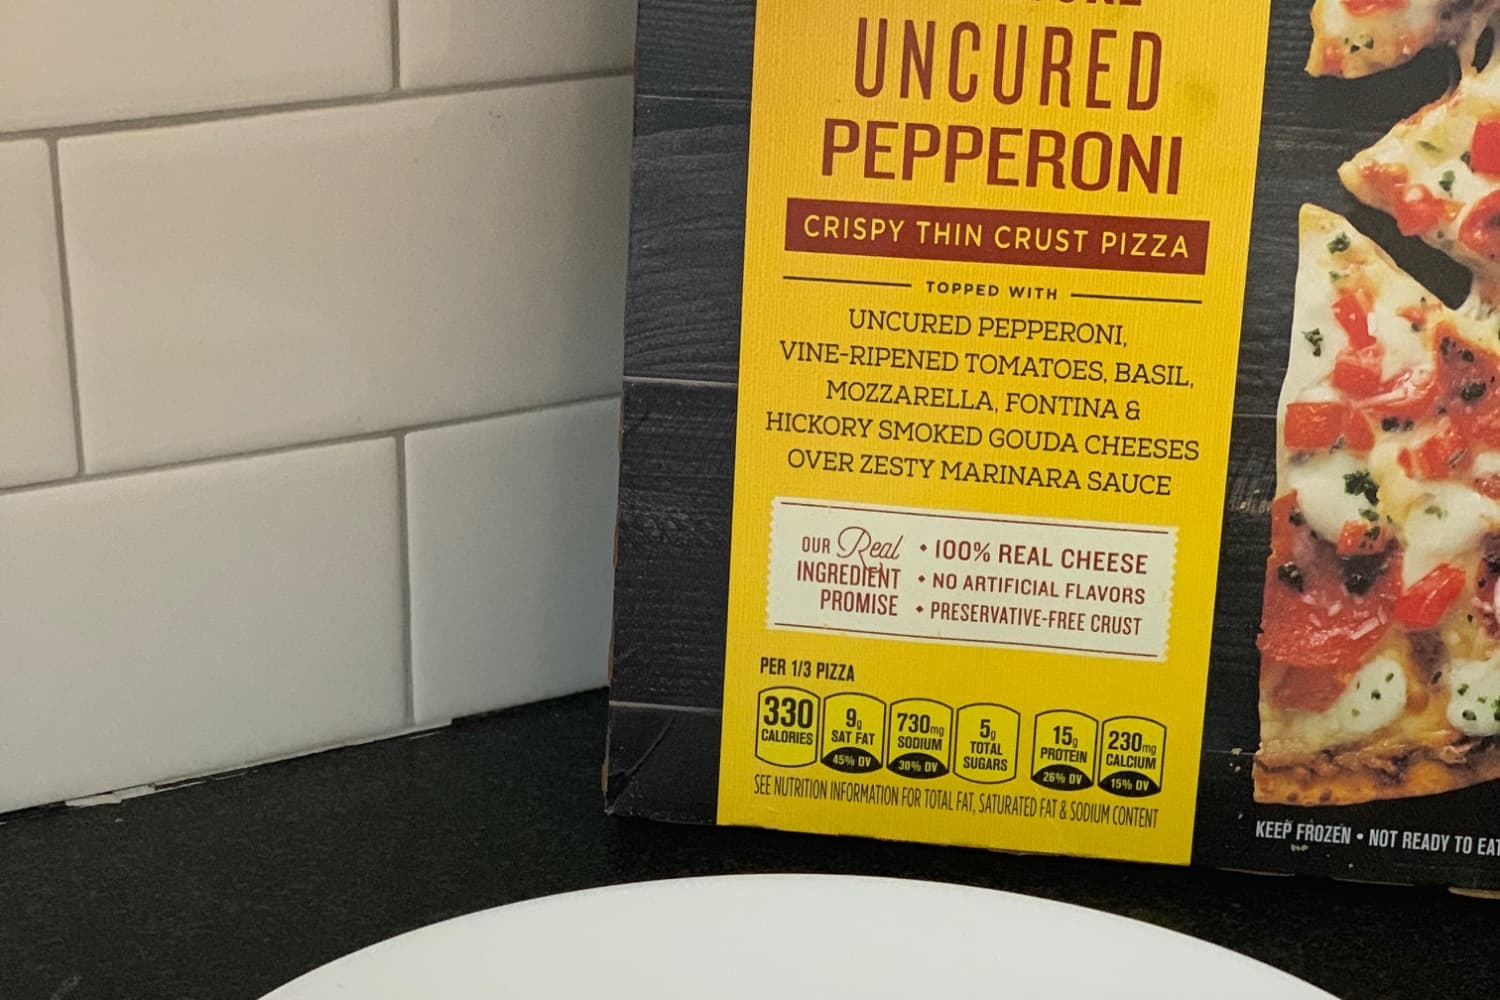 UNCURED
PEPPERONI
CRISPY THIN CRUST PIZZA
TOPPED WITH
UNCURED PEPPERONI,
VINE-RIPENED TOMATOES, BASIL,
MOZZARELLA, FONTINA &
HICKORY SMOKED GOUDA CHEESES
OVER ZESTY MARINARA SAUCE
OUR Real
INGREDIENT
PROMISE
• 100% REAL CHEESE
• NO ARTIFICIAL FLAVORS
• PRESERVATIVE-FREE CRUST
PER 1/3 PIZZA
330
CALORIES
9g
SAT FAT
45% DV
730mg
SODIUM
30% DV
5g
TOTAL
SUGARS
15g
PROTEIN
26% DV
230mg
CALCIUM
15% DV
SEE NUTRITION INFORMATION FOR TOTAL FAT, SATURATED FAT & SODIUM CONTENT
KEEP FROZEN • NOT READY TO EAT